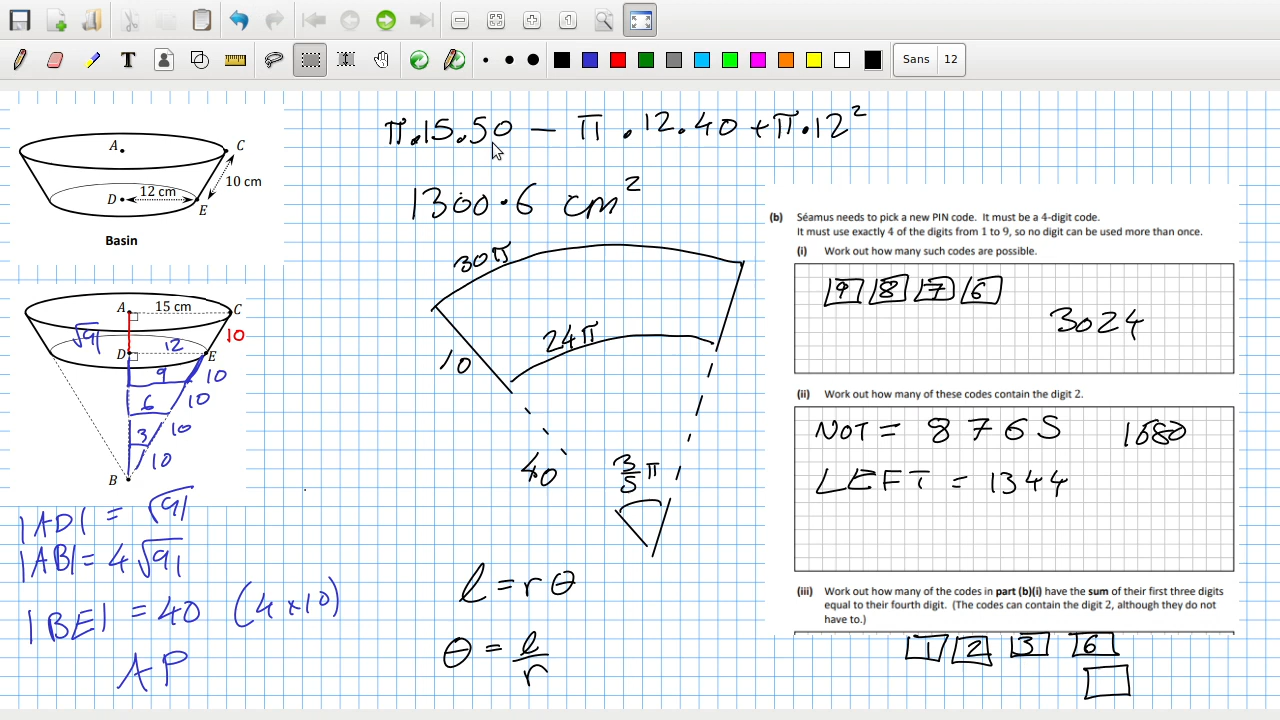 Sans 12
π.15.50 – π.12.40 + π.12²
1300.6 cm²
A
C
10 cm
D
12 cm
E
Basin
A
15 cm
C
√91
10
D
12
E
9
10
6
10
3
10
10
B
|AD| = √91
|AB| = 4√91
|BE| = 40 (4×10)
AP
30π
24π
10
40
3/5 π
l = rθ
θ = l/r
(b) Séamus needs to pick a new PIN code. It must be a 4-digit code.
It must use exactly 4 of the digits from 1 to 9, so no digit can be used more than once.
(i) Work out how many such codes are possible.
9 8 7 6
3024
(ii) Work out how many of these codes contain the digit 2.
NOT = 8 7 6 5 1680
LEFT = 1344
(iii) Work out how many of the codes in part (b)(i) have the sum of their first three digits
equal to their fourth digit. (The codes can contain the digit 2, although they do not
have to.)
1 2 3 6